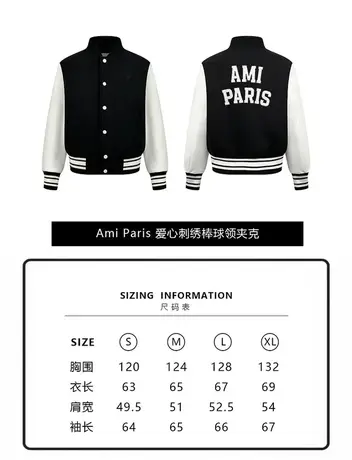 AMI
PARIS
Ami Paris 爱心刺绣棒球领夹克
SIZING INFORMATION
尺码表
SIZE S M L XL
胸围 120 124 128 132
衣长 63 65 67 69
肩宽 49.5 51 52.5 54
袖长 64 65 66 67